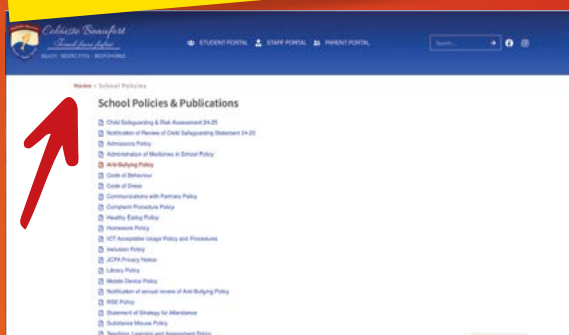 Coláiste Beaufort
READY · RESPECTFUL · RESPONSIBLE
STUDENT PORTAL STAFF PORTAL PARENT PORTAL
Search...
Home » School Policies
School Policies & Publications
Child Safeguarding & Risk Assessment 24-25
Notification of Review of Child Safeguarding Statement 24-25
Admissions Policy
Administration of Medicines in School Policy
Anti-Bullying Policy
Code of Behaviour
Code of Dress
Communications with Partners Policy
Complaint Procedure Policy
Healthy Eating Policy
Homework Policy
ICT Acceptable Usage Policy and Procedures
Inclusion Policy
JCPA Privacy Notice
Library Policy
Mobile Device Policy
Notification of annual review of Anti-Bullying Policy
RSE Policy
Statement of Strategy for Attendance
Substance Misuse Policy
Teaching, Learning and Assessment Policy